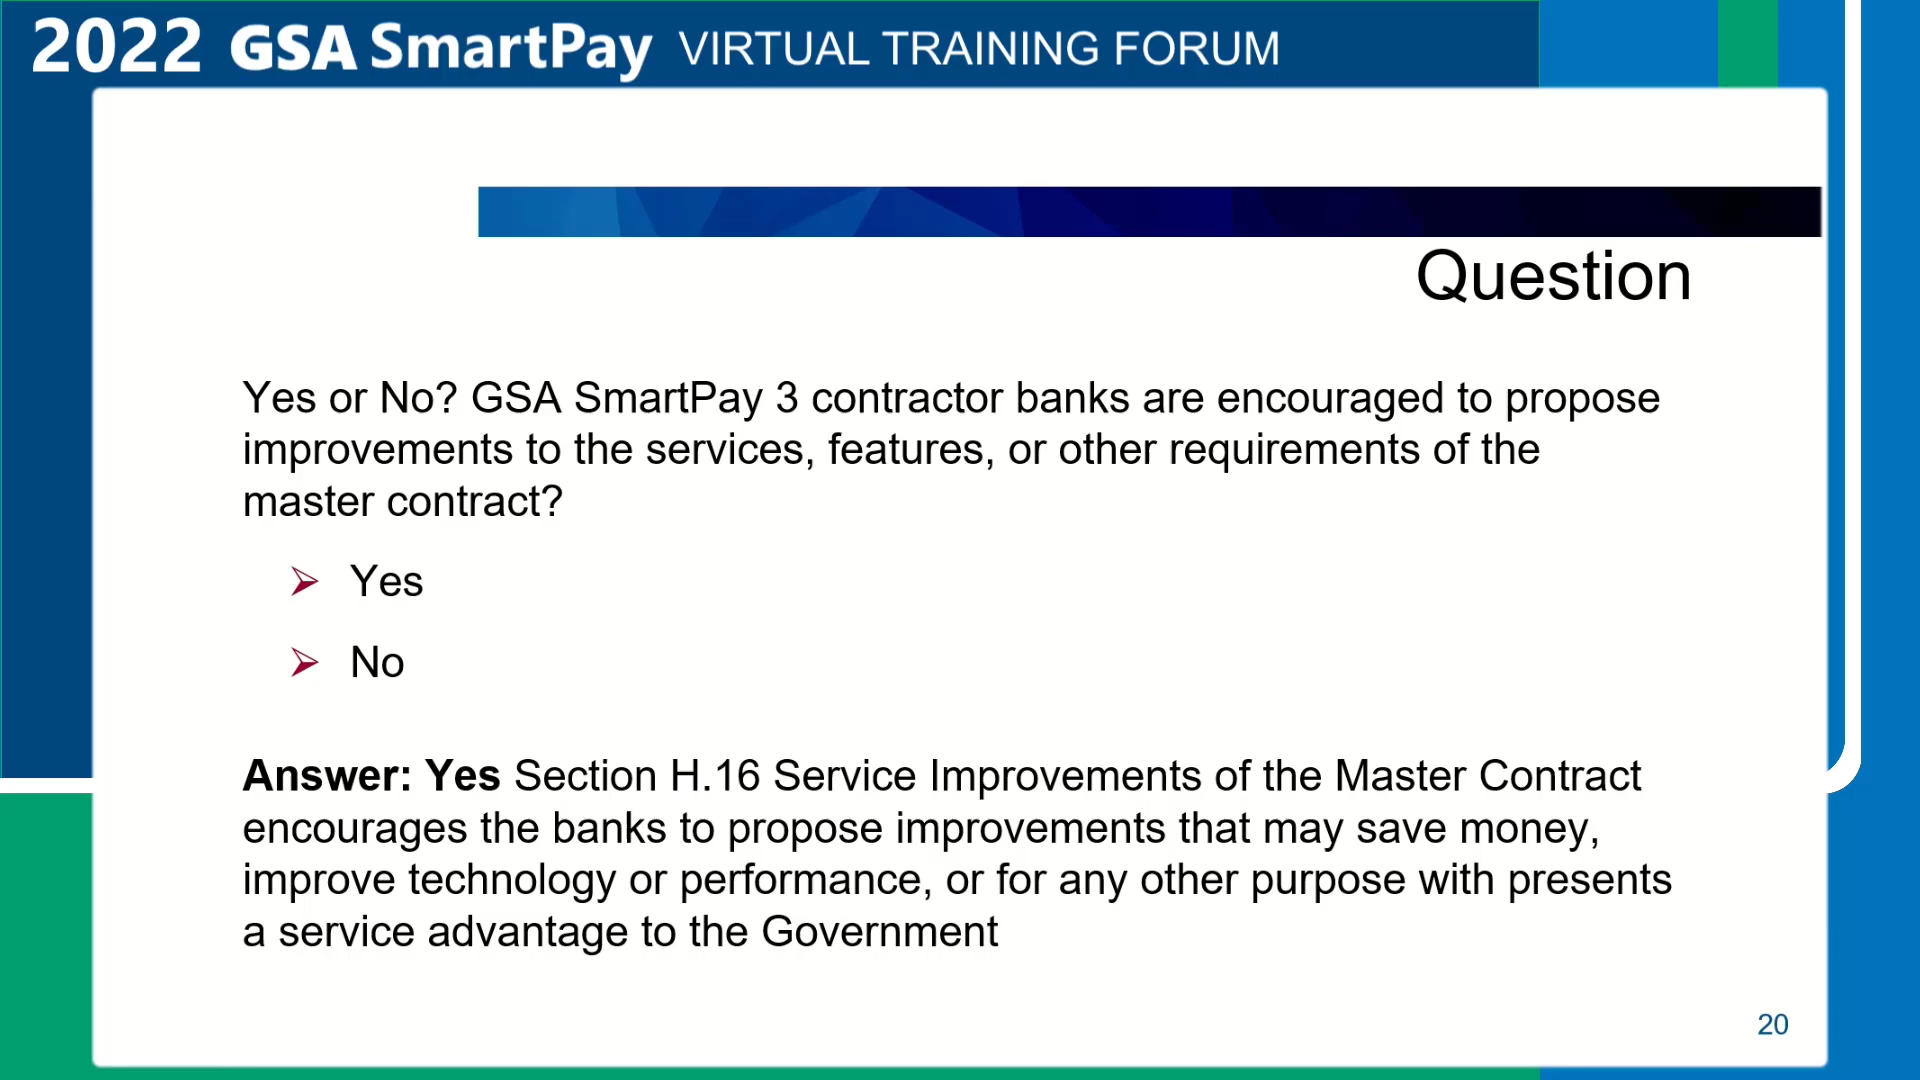 2022 GSA SmartPay VIRTUAL TRAINING FORUM
Question
Yes or No? GSA SmartPay 3 contractor banks are encouraged to propose
improvements to the services, features, or other requirements of the
master contract?
Yes
No
Answer: Yes Section H.16 Service Improvements of the Master Contract
encourages the banks to propose improvements that may save money,
improve technology or performance, or for any other purpose with presents
a service advantage to the Government
20